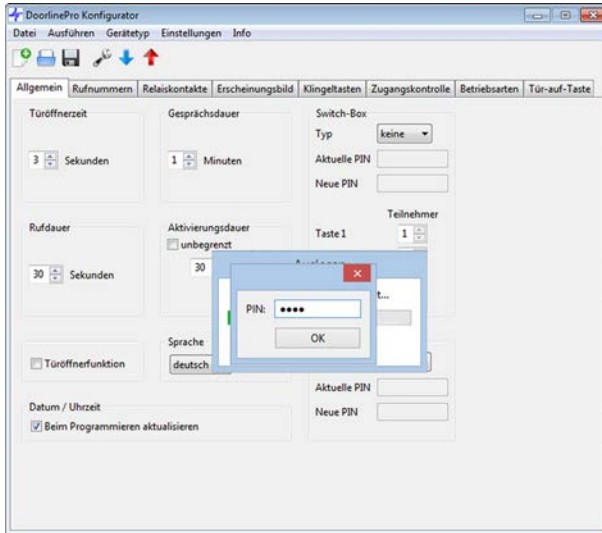 DoorlinePro Konfigurator
Datei Ausführen Gerätetyp Einstellungen Info
Allgemein Rufnummern Relaiskontakte Erscheinungsbild Klingeltasten Zugangskontrolle Betriebsarten Tür-auf-Taste
Türöffnerzeit
3 Sekunden
Gesprächsdauer
1 Minuten
Switch-Box
Typ keine
Aktuelle PIN
Neue PIN
Teilnehmer
Taste 1 1
Rufdauer
30 Sekunden
Aktivierungsdauer
unbegrenzt
30
t...
PIN: ••••
OK
Türöffnerfunktion
Sprache
deutsch
Aktuelle PIN
Neue PIN
Datum / Uhrzeit
Beim Programmieren aktualisieren